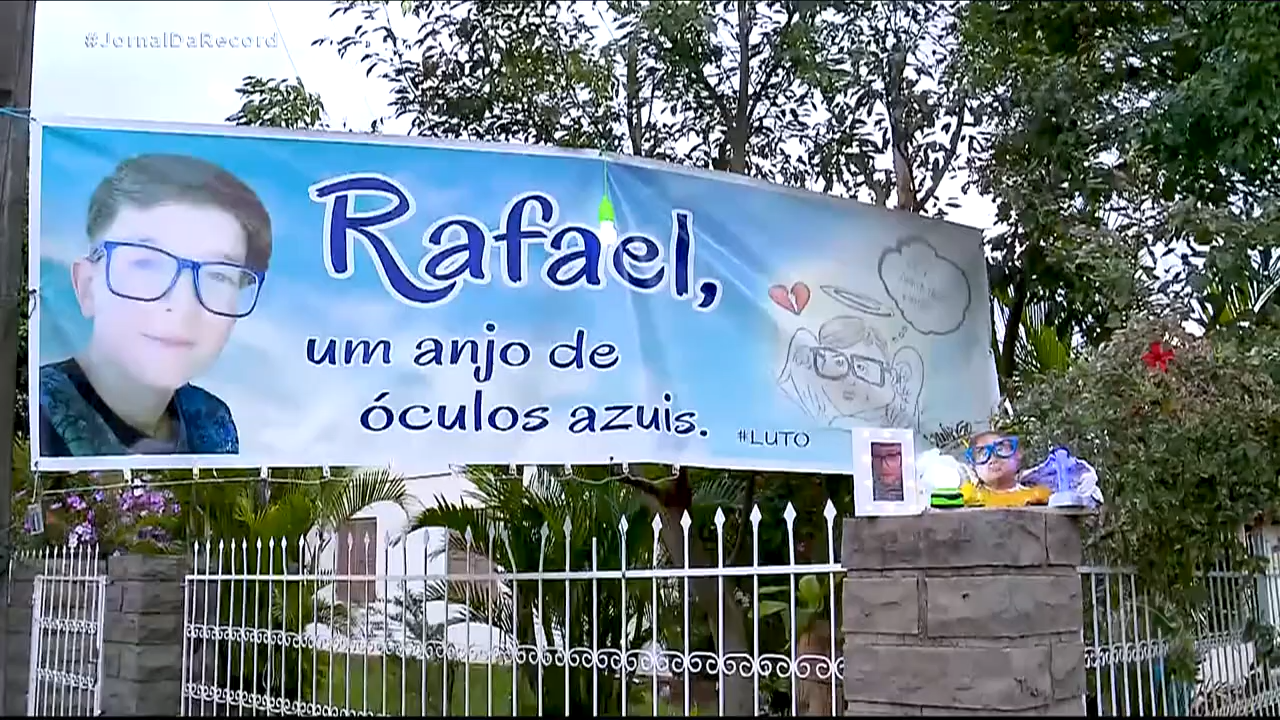 #JornalDaRecord
Rafael,
um anjo de
óculos azuis.
#LUTO